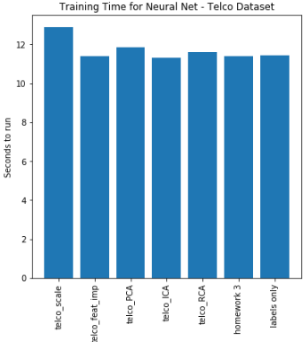 Training Time for Neural Net - Telco Dataset
Seconds to run
12
10
8
6
4
2
0
telco_scale
telco_feat_imp
telco_PCA
telco_ICA
telco_RCA
homework 3
labels only